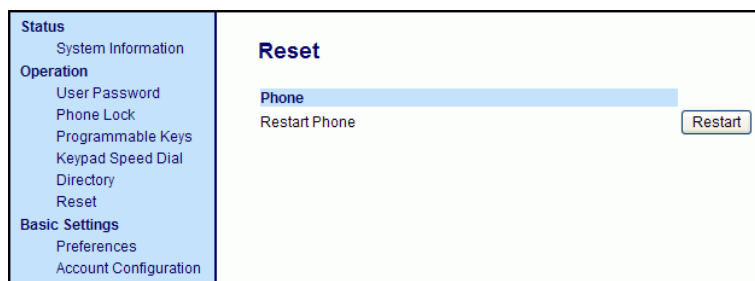 Status
System Information
Operation
User Password
Phone Lock
Programmable Keys
Keypad Speed Dial
Directory
Reset
Basic Settings
Preferences
Account Configuration
Reset
Phone
Restart Phone
Restart